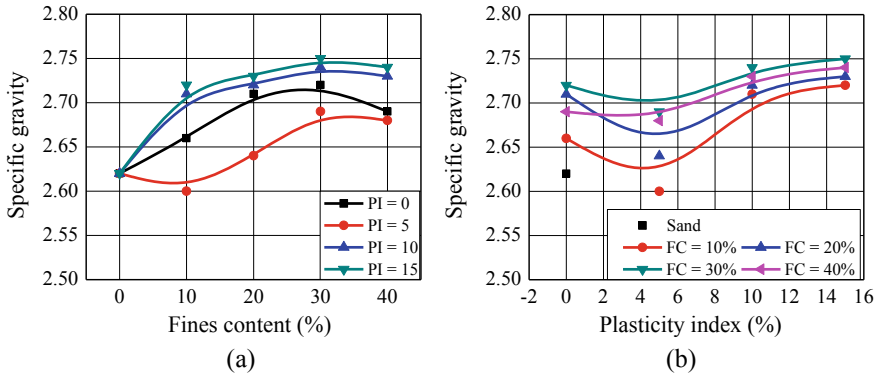 2.80
2.75
2.70
2.65
2.60
2.55
2.50
Specific gravity
0
10
20
30
40
Fines content (%)
PI = 0
PI = 5
PI = 10
PI = 15
(a)
2.80
2.75
2.70
2.65
2.60
2.55
2.50
Specific gravity
-2
0
2
4
6
8
10
12
14
16
Plasticity index (%)
Sand
FC = 10%
FC = 20%
FC = 30%
FC = 40%
(b)